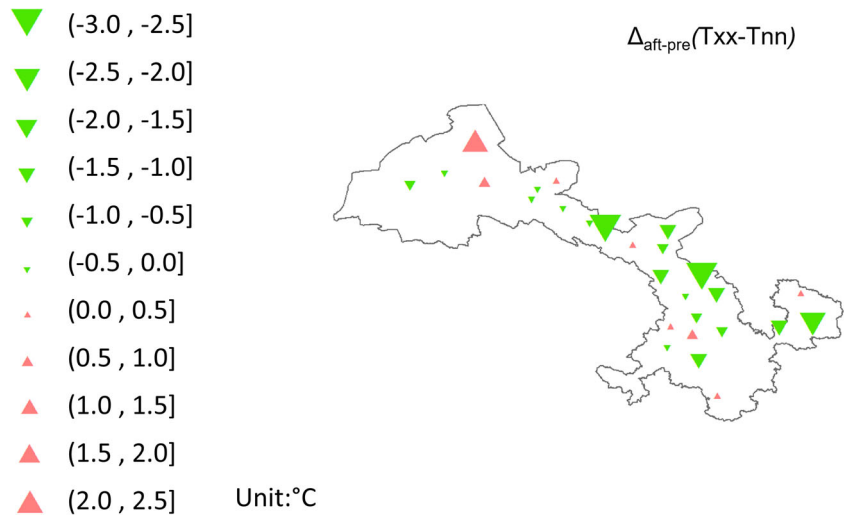 (-3.0 , -2.5]
Δaft-pre(Txx-Tnn)
(-2.5 , -2.0]
(-2.0 , -1.5]
(-1.5 , -1.0]
(-1.0 , -0.5]
(-0.5 , 0.0]
(0.0 , 0.5]
(0.5 , 1.0]
(1.0 , 1.5]
(1.5 , 2.0]
(2.0 , 2.5]
Unit:°C